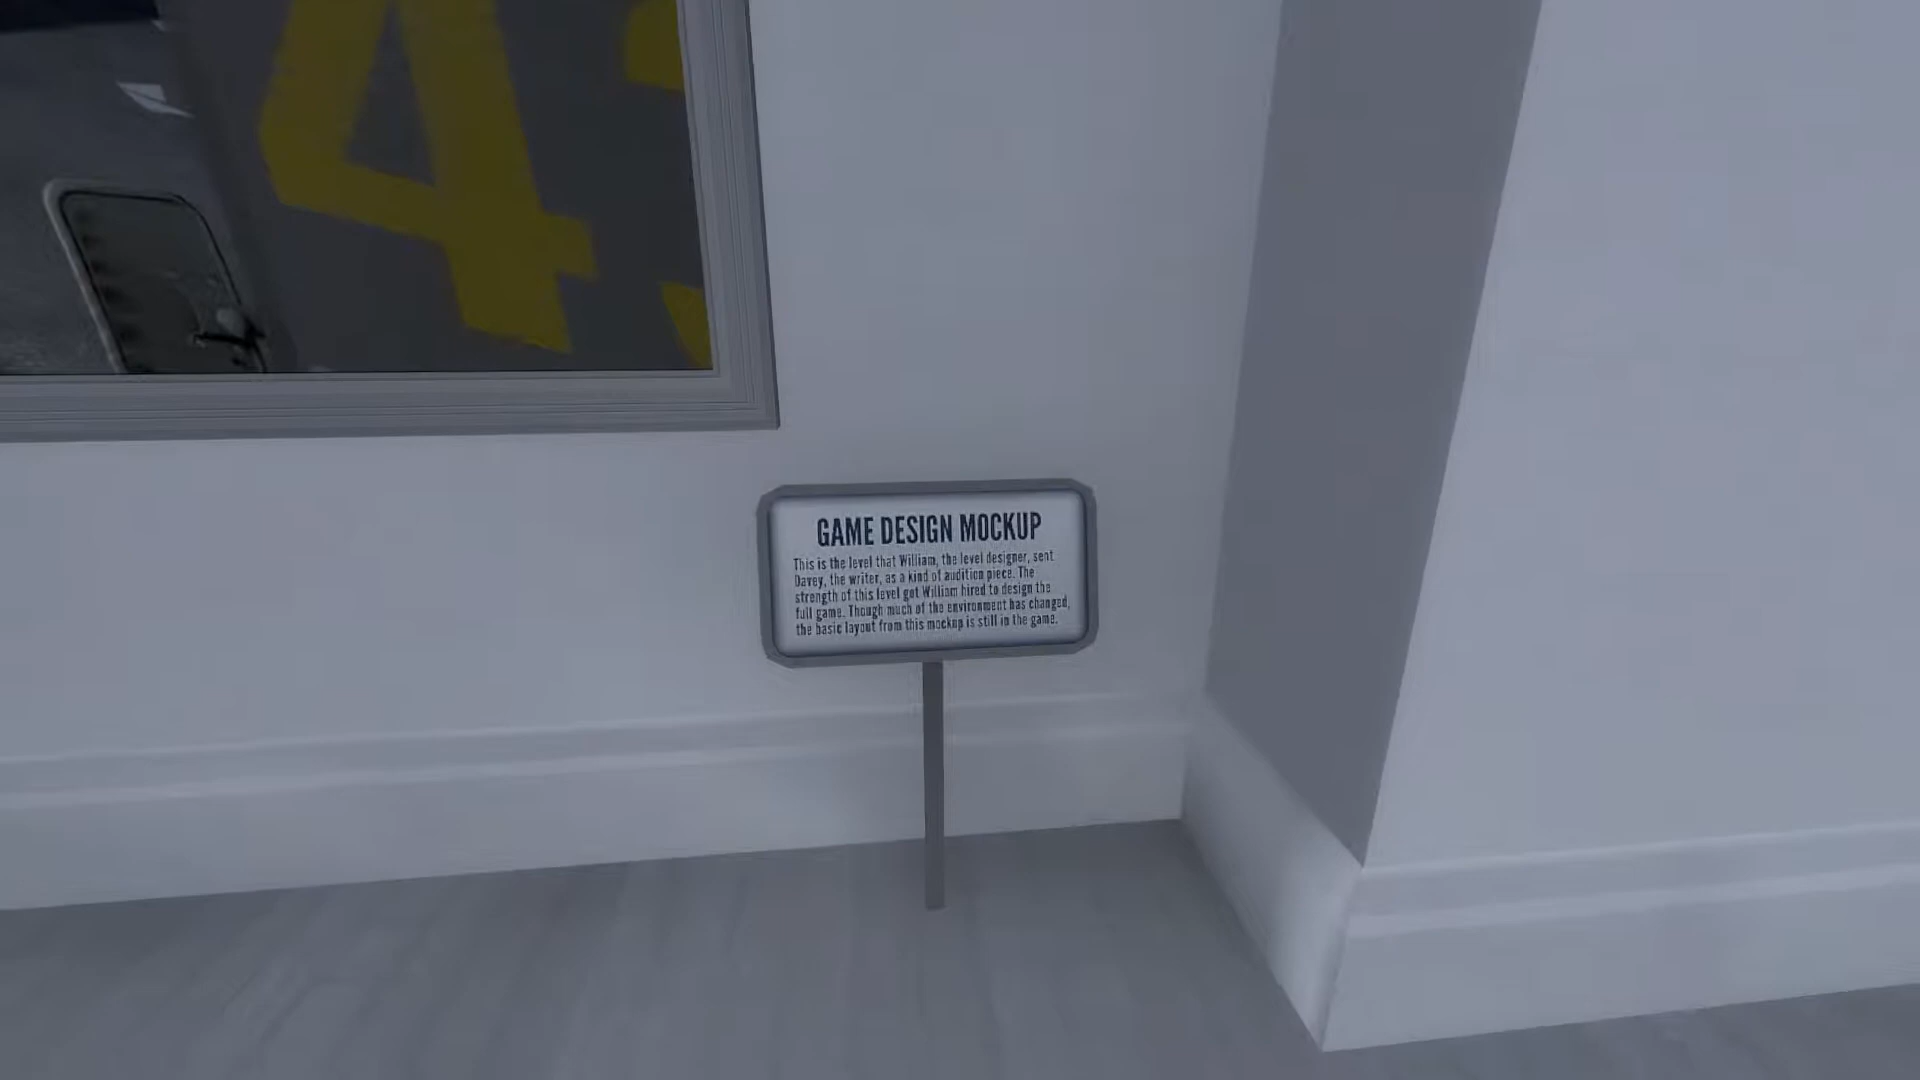 4
GAME DESIGN MOCKUP
This is the level that William, the level designer, sent
Davey, the writer, as a kind of audition piece. The
strength of this level got William hired to design the
full game. Though much of the environment has changed,
the basic layout from this mockup is still in the game.